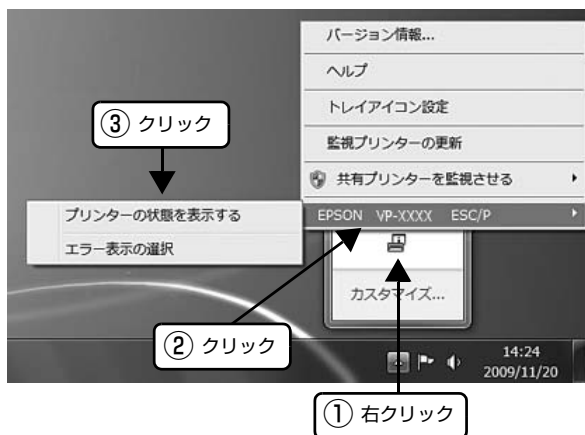 バージョン情報...
ヘルプ
トレイアイコン設定
監視プリンターの更新
共有プリンターを監視させる
EPSON VP-XXXX ESC/P
③ クリック
プリンターの状態を表示する
エラー表示の選択
カスタマイズ...
② クリック
14:24
2009/11/20
① 右クリック